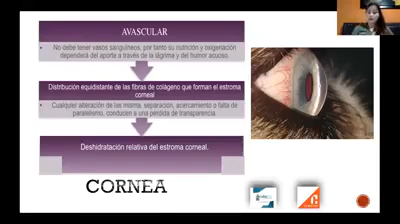 AVASCULAR
• No debe tener vasos sanguíneos, por tanto su nutrición y oxigenación
dependerá del aporte a través de la lágrima y del humor acuoso.
Distribución equidistante de las fibras de colágeno que forman el estroma
corneal
• Cualquier alteración de las misma, separación, acercamiento o falta de
paralelismo, conducen a una perdida de transparencia
Deshidratación relativa del estroma corneal.
CORNEA